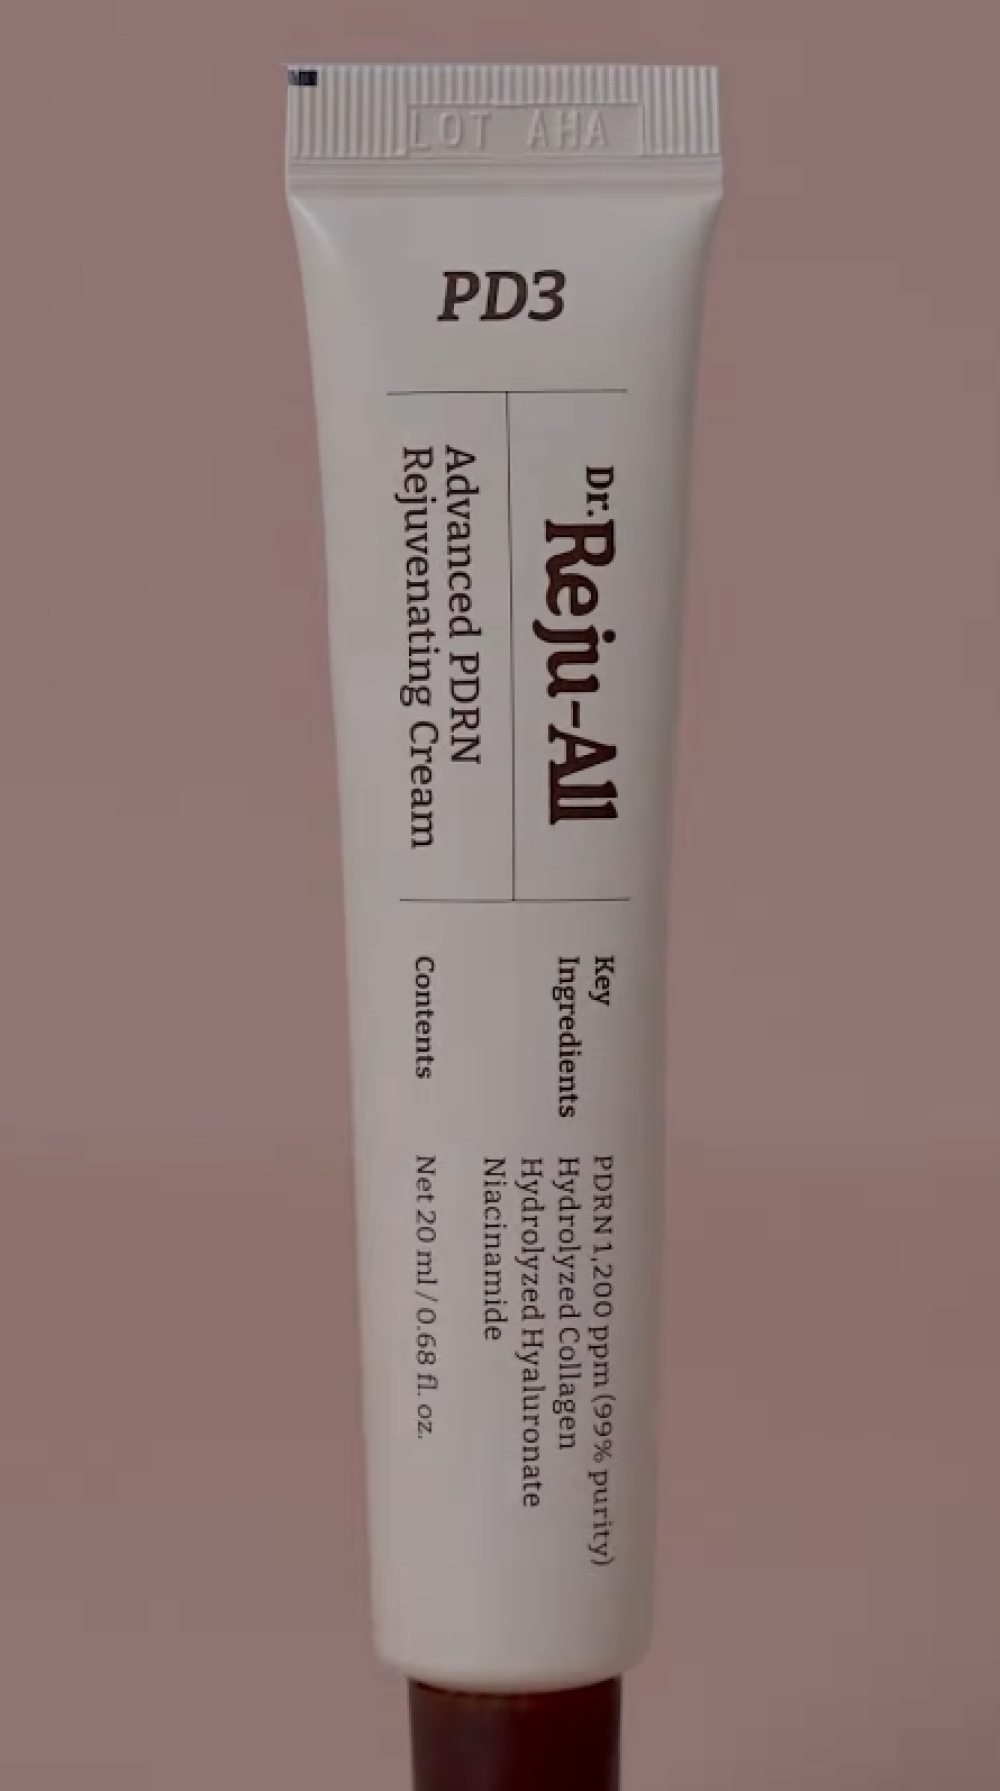 LOT AHA
PD3
Dr.Reju-All
Advanced PDRN
Rejuvenating Cream
Key
Ingredients
PDRN 1,200 ppm (99% purity)
Hydrolyzed Collagen
Hydrolyzed Hyaluronate
Niacinamide
Contents
Net 20 ml / 0.68 fl. oz.